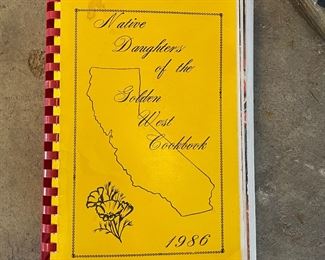 Native
Daughters
of the
Golden
West
Cookbook
1986